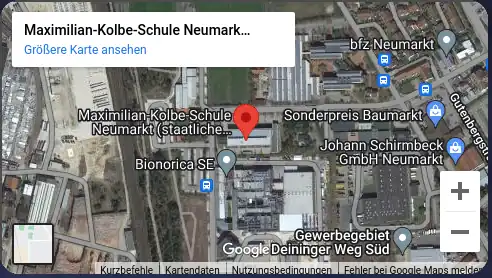 Maximilian-Kolbe-Schule Neumark...
Größere Karte ansehen
bfz Neumarkt
Maximilian-Kolbe-Schule
Neumarkt (staatliche...
Sonderpreis Baumarkt
Gutenbergstr
Johann Schirmbeck
GmbH Neumarkt
Bionorica SE
Gewerbegebiet
Deininger Weg Süd
Google
Kurzbefehle
Kartendaten
Nutzungsbedingungen
Fehler bei Google Maps melden